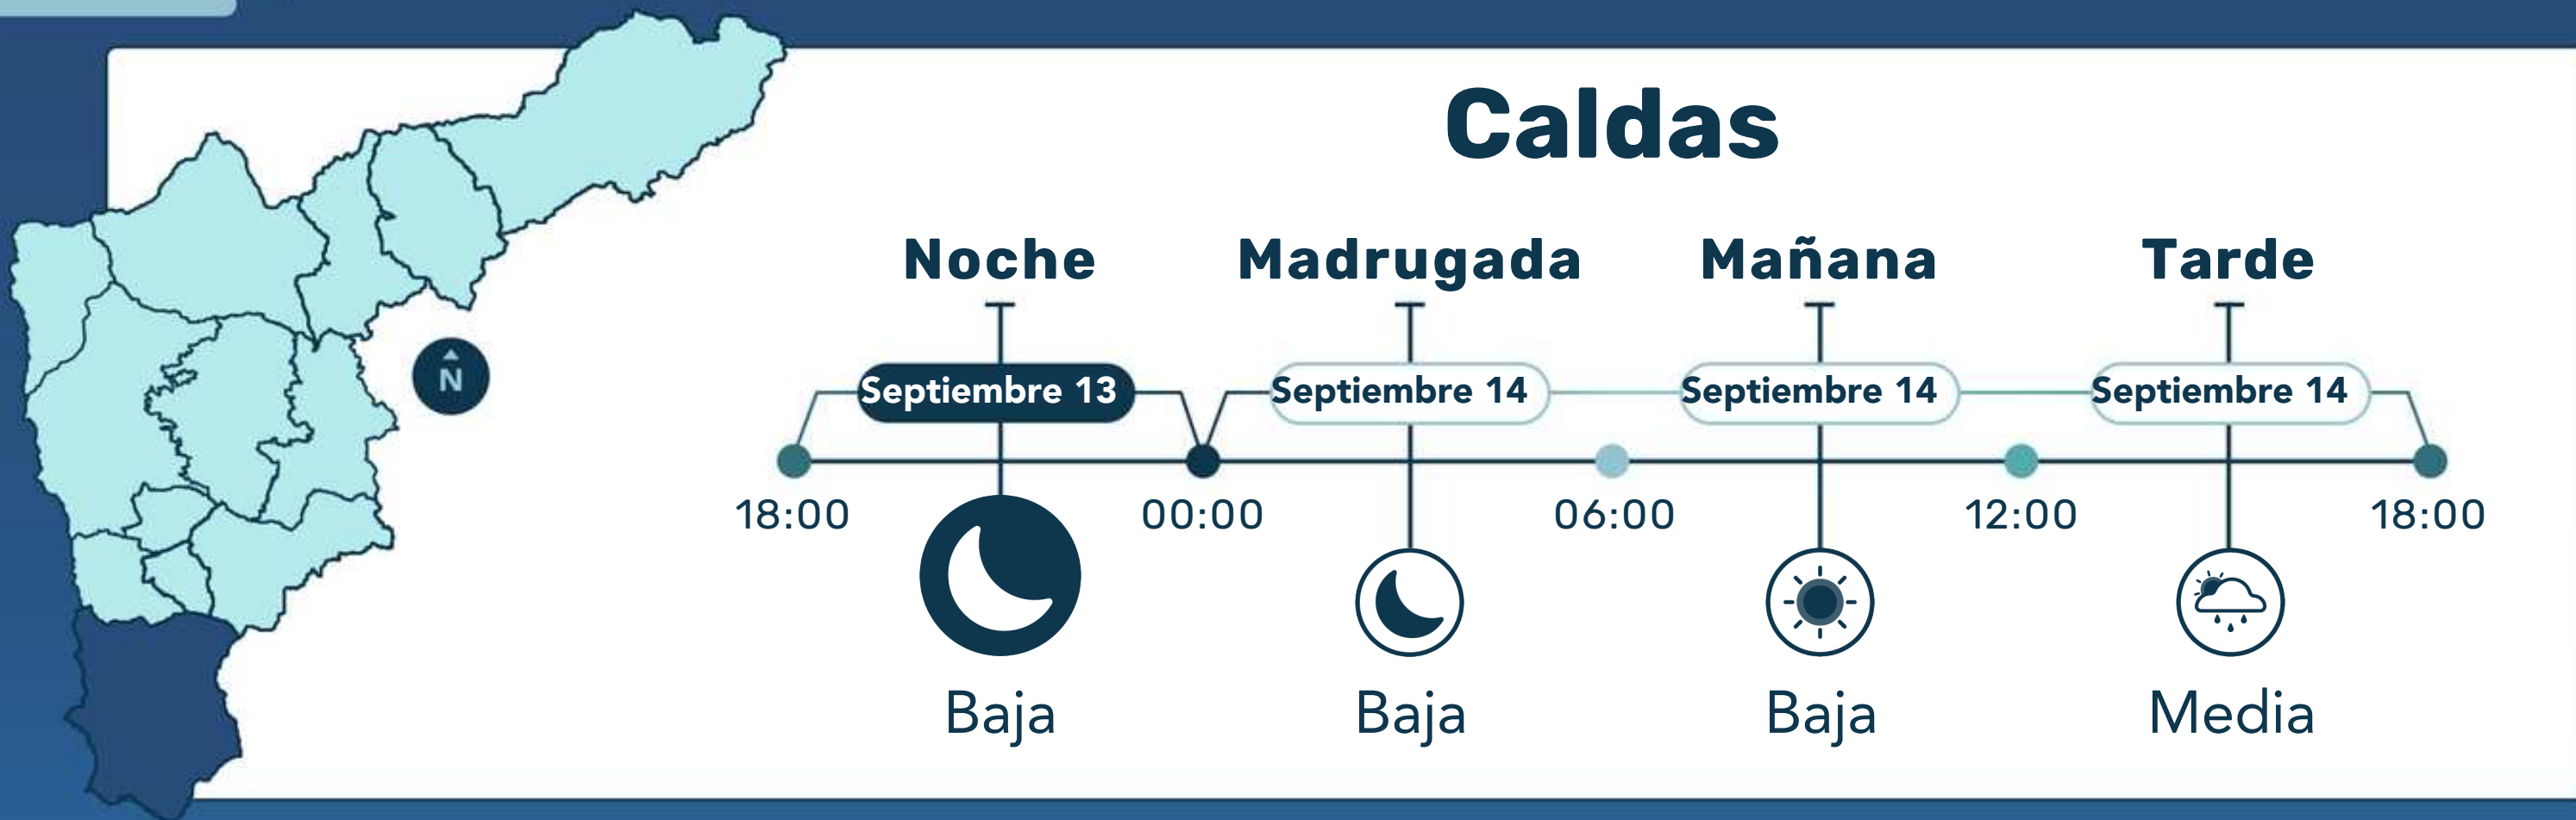 Caldas
Noche Madrugada Mañana Tarde
N
Septiembre 13 Septiembre 14 Septiembre 14 Septiembre 14
18:00 00:00 06:00 12:00 18:00
Baja Baja Baja Media